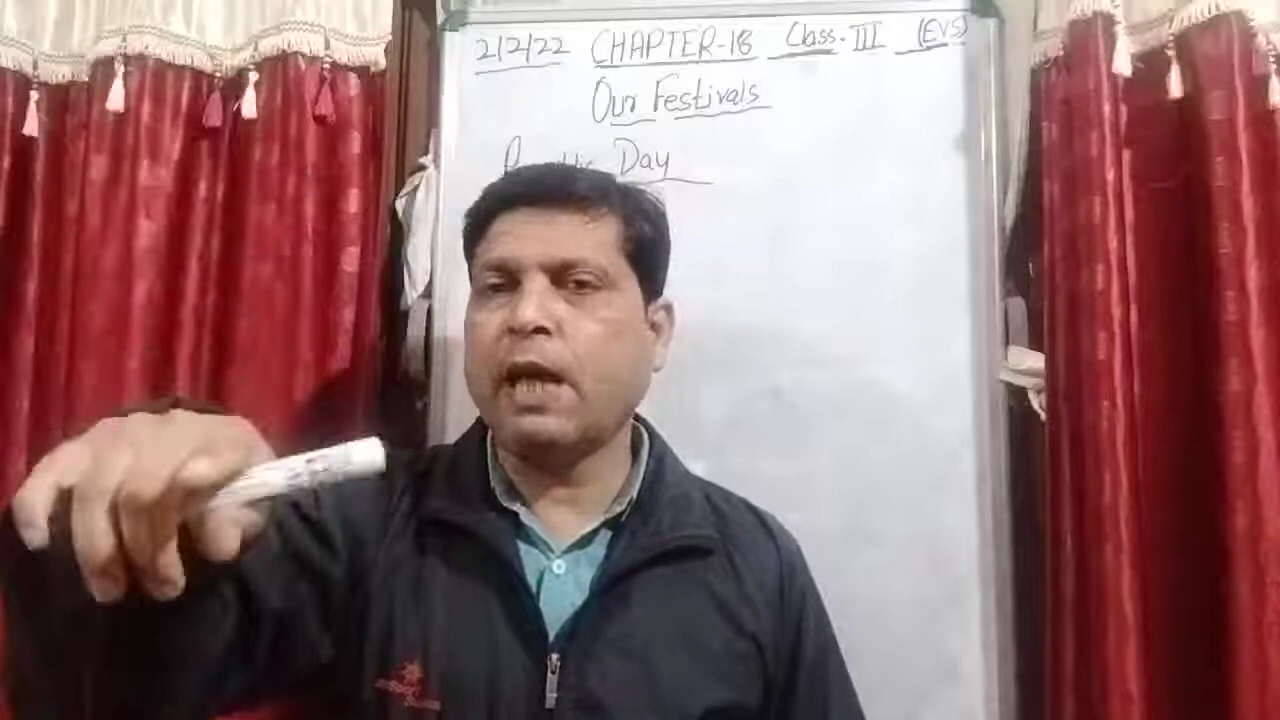 2/2/22 CHAPTER-18 Class-III (EVS)
Our Festivals
Day